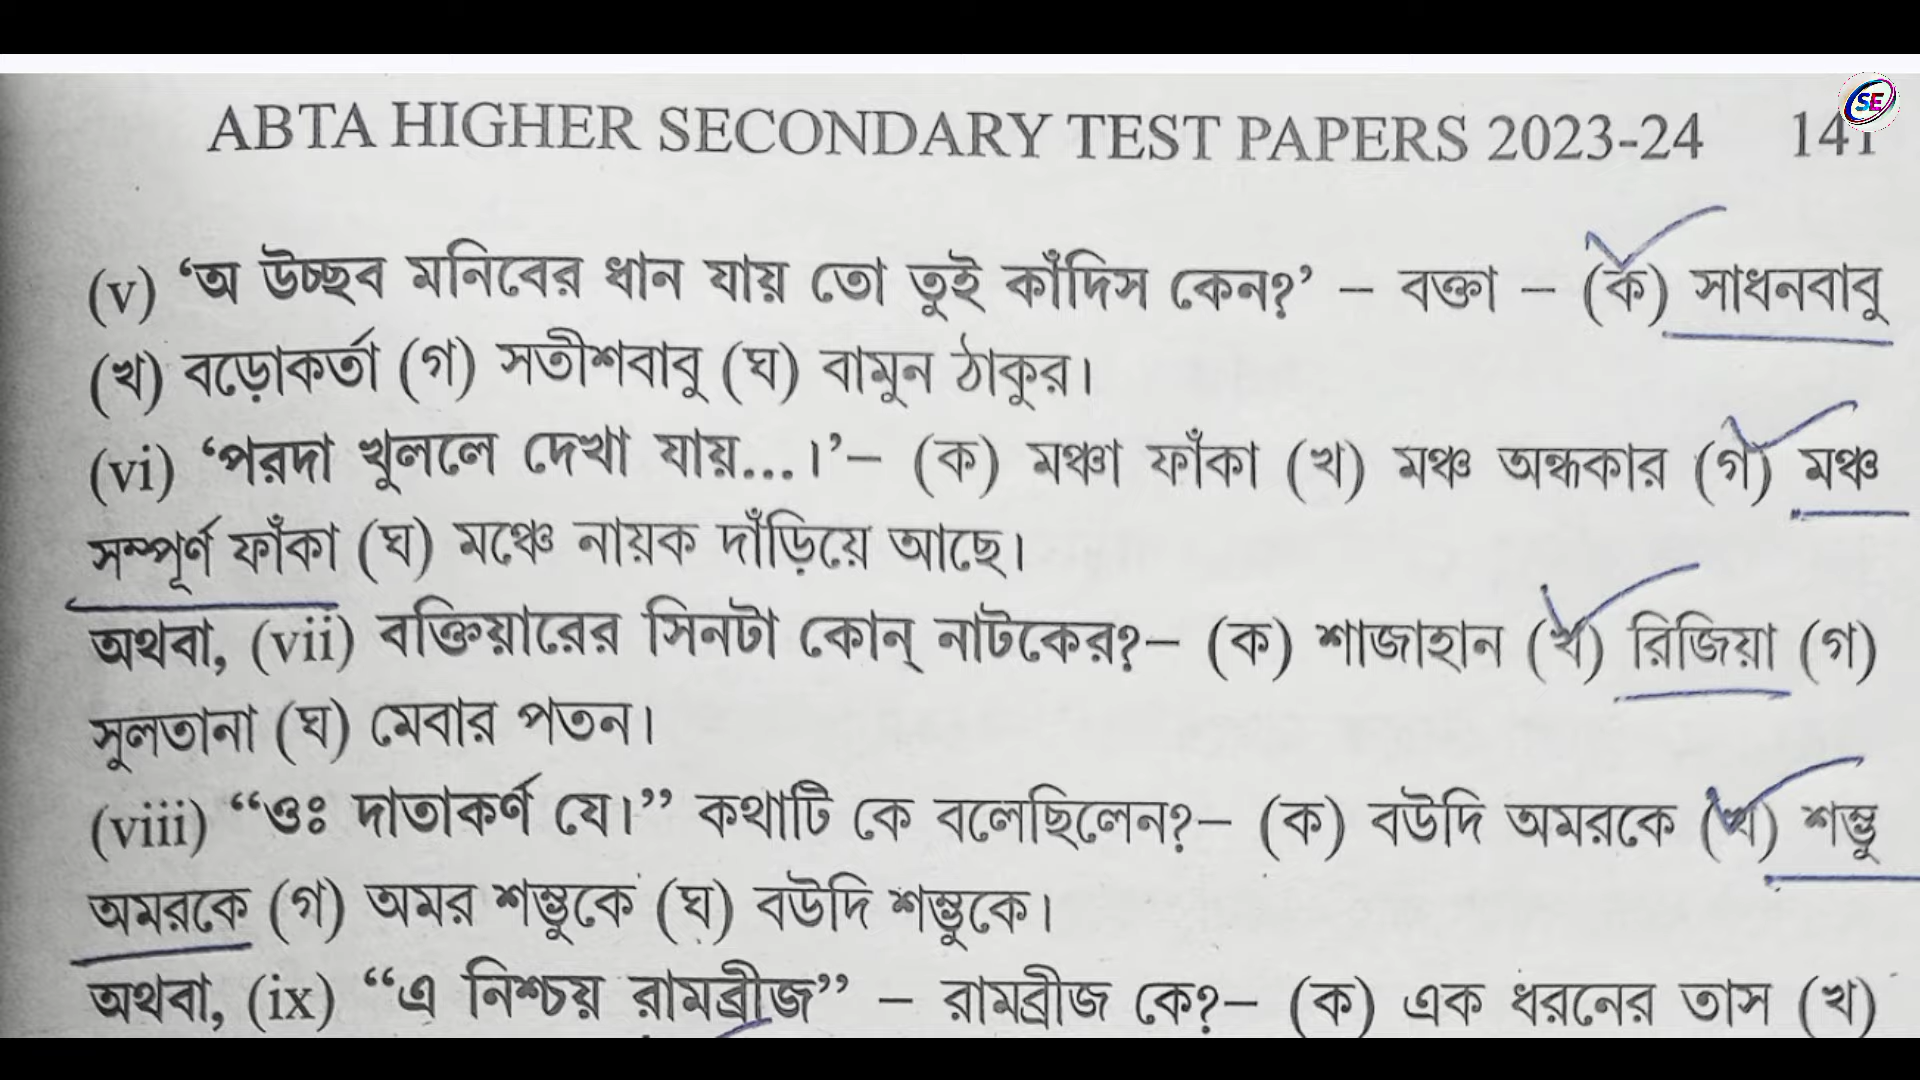 SE
ABTA HIGHER SECONDARY TEST PAPERS 2023-24 141
(v) ‘অ উচ্ছব মনিবের ধান যায় তো তুই কাঁদিস কেন?’ – বক্তা – (ক) সাধনবাবু
(খ) বড়োকর্তা (গ) সতীশবাবু (ঘ) বামুন ঠাকুর।
(vi) ‘পরদা খুললে দেখা যায়...।’– (ক) মঞ্চা ফাঁকা (খ) মঞ্চ অন্ধকার (গ) মঞ্চ
সম্পূর্ণ ফাঁকা (ঘ) মঞ্চে নায়ক দাঁড়িয়ে আছে।
অথবা, (vii) বক্তিয়ারের সিনটা কোন্ নাটকের?– (ক) শাজাহান (খ) রিজিয়া (গ)
সুলতানা (ঘ) মেবার পতন।
(viii) “ওঃ দাতাকর্ণ যে।” কথাটি কে বলেছিলেন?– (ক) বউদি অমরকে (খ) শম্ভু
অমরকে (গ) অমর শম্ভুকে (ঘ) বউদি শম্ভুকে।
অথবা, (ix) “এ নিশ্চয় রামব্রীজ” – রামব্রীজ কে?– (ক) এক ধরনের তাস (খ)